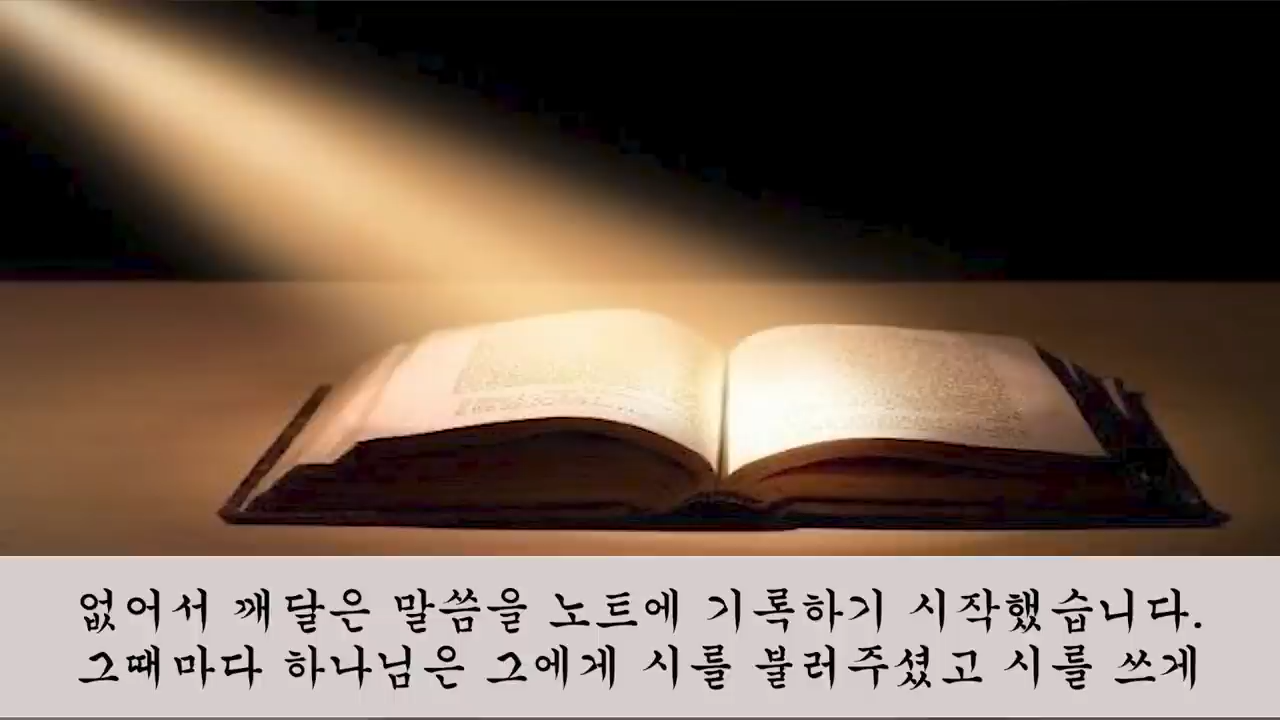 없어서 깨달은 말씀을 노트에 기록하기 시작했습니다.
그때마다 하나님은 그에게 시를 불러주셨고 시를 쓰게